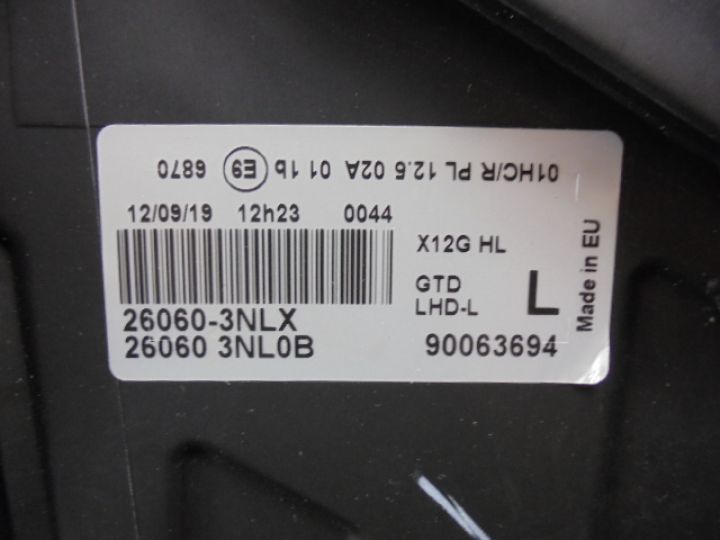 01HC/R PL 12.5 02A 01 1b E9 6870
12/09/19 12h23 0044
X12G HL
GTD
LHD-L
L
Made in EU
26060-3NLX
26060 3NL0B
90063694